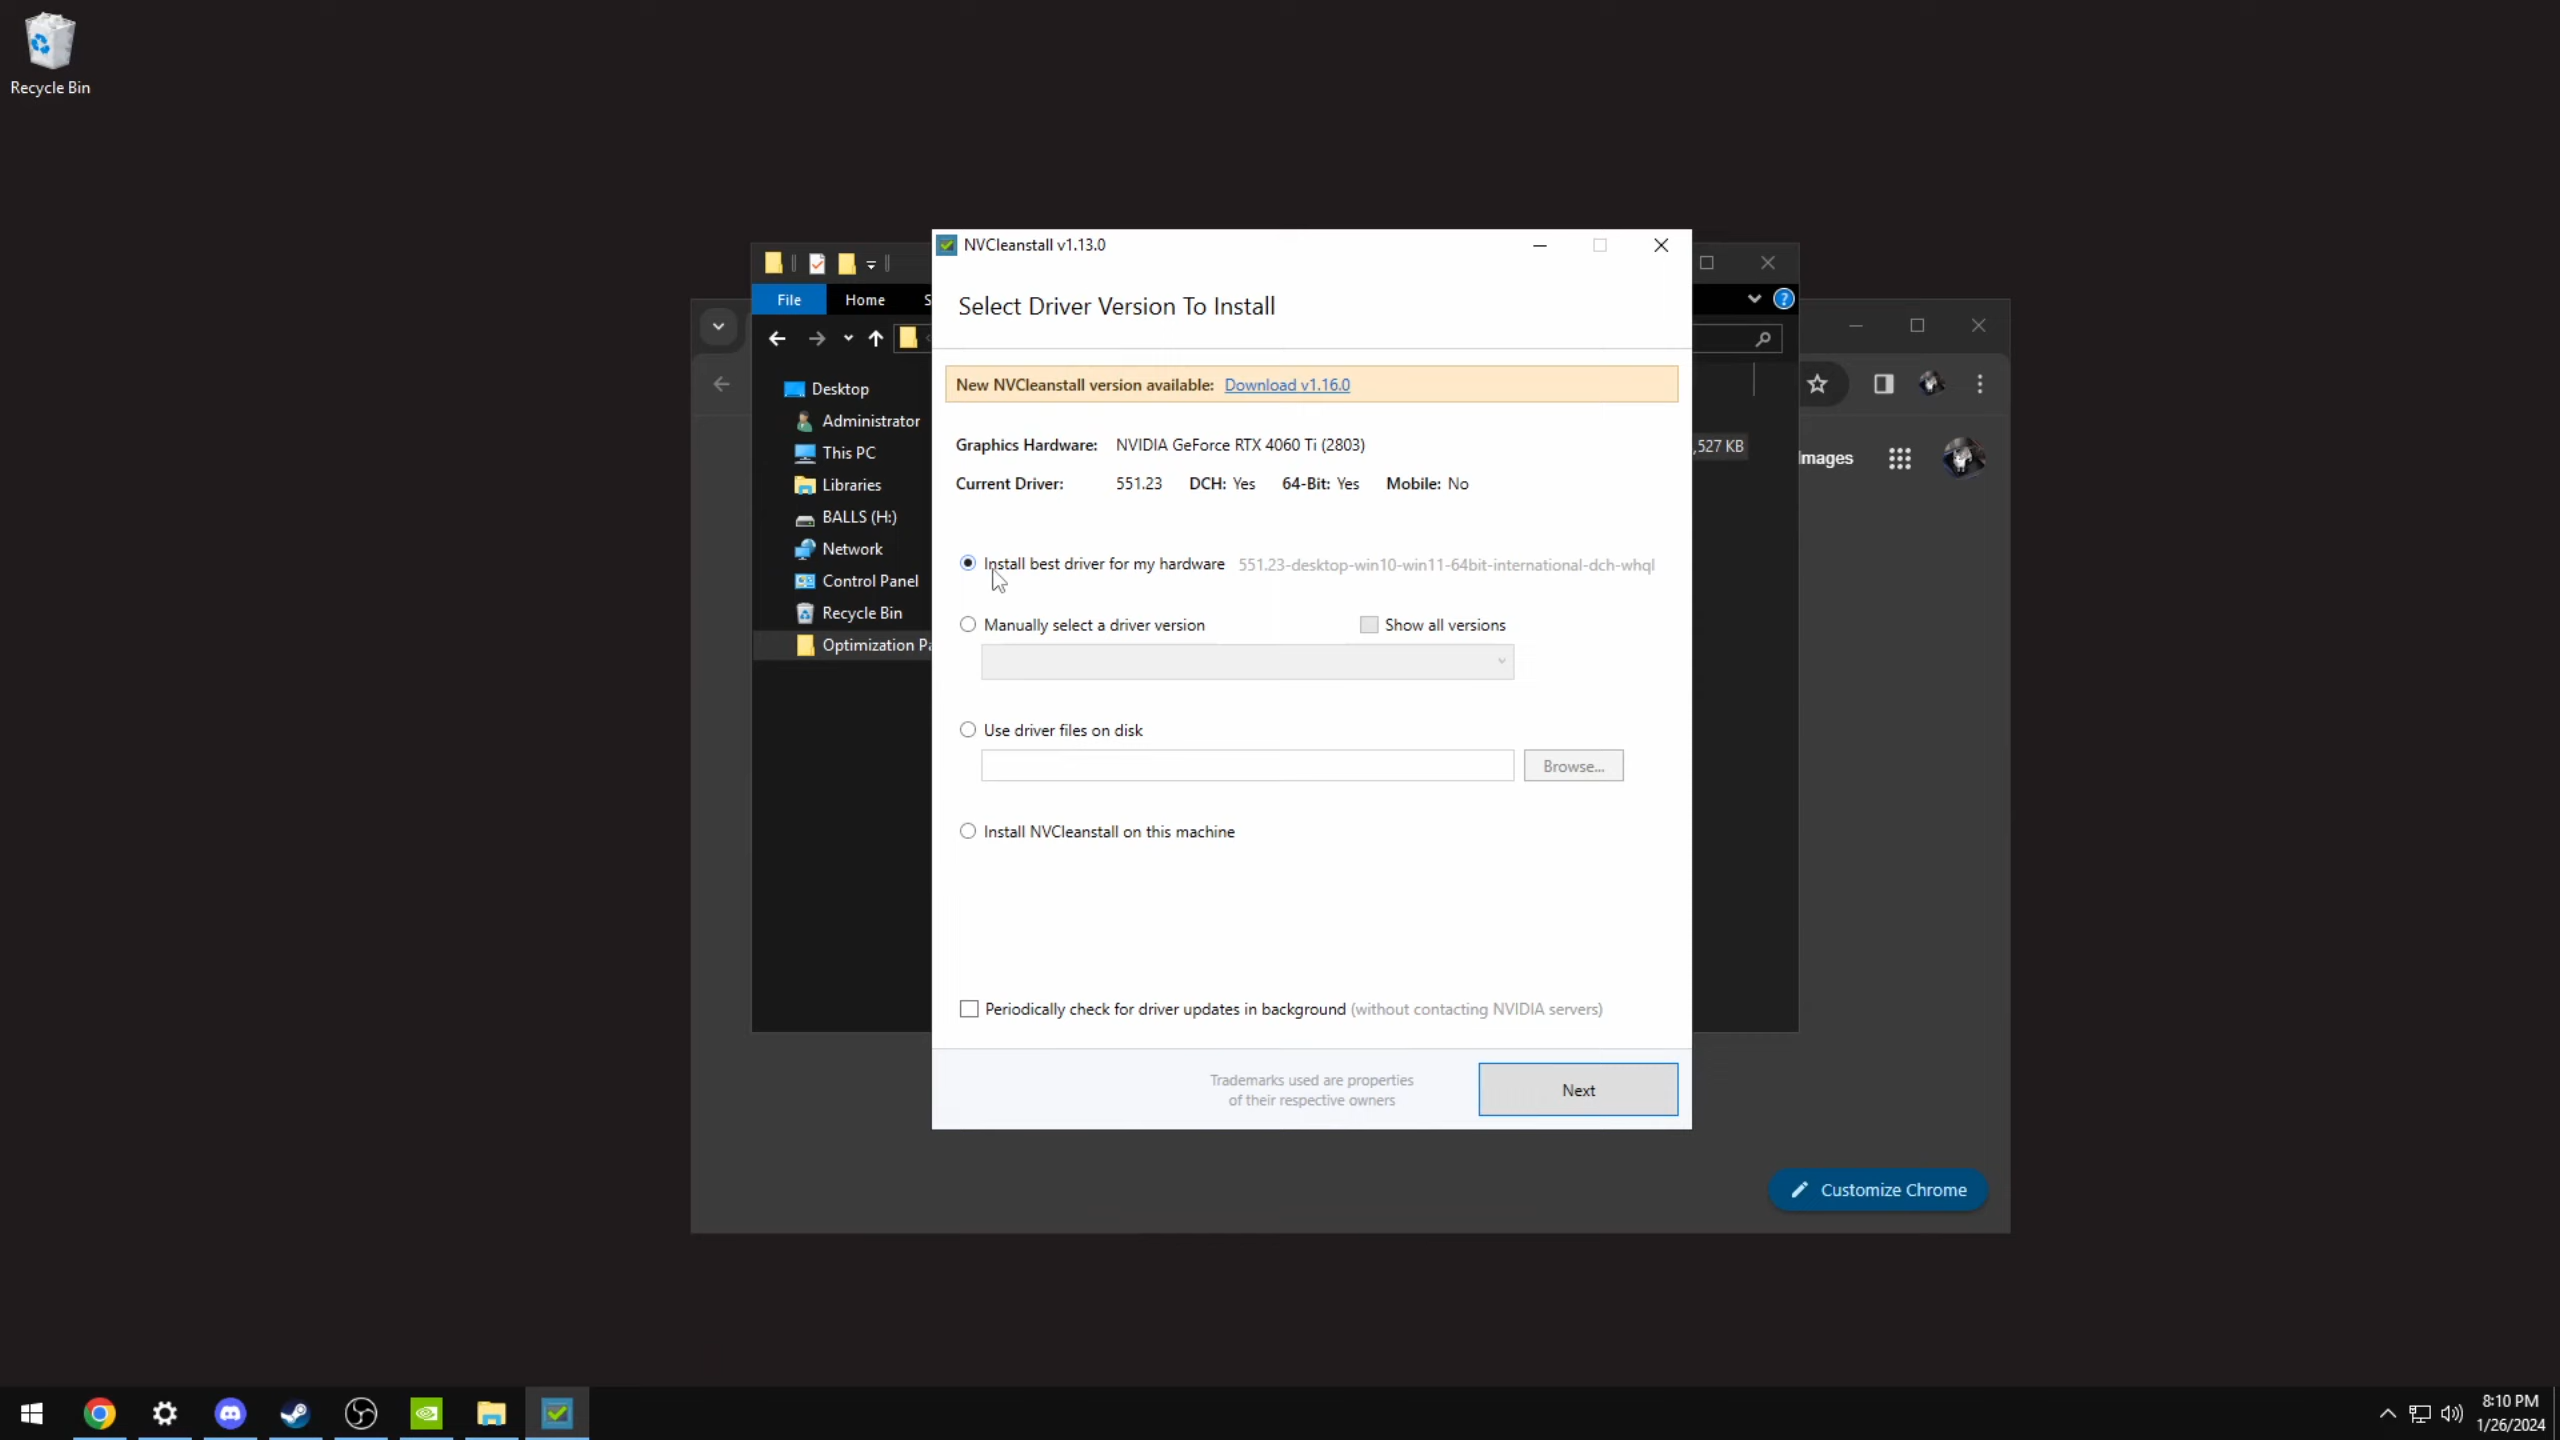 Recycle Bin
NVCleanstall v1.13.0
File
Home
S
Select Driver Version To Install
New NVCleanstall version available: Download v1.16.0
Desktop
Administrator
This PC
Libraries
BALLS (H:)
Network
Control Panel
Recycle Bin
Optimization Pa
Graphics Hardware: NVIDIA GeForce RTX 4060 Ti (2803)
Current Driver: 551.23 DCH: Yes 64-Bit: Yes Mobile: No
,527 KB
Images
Install best driver for my hardware 551.23-desktop-win10-win11-64bit-international-dch-whql
Manually select a driver version
Show all versions
Use driver files on disk
Browse...
Install NVCleanstall on this machine
Periodically check for driver updates in background (without contacting NVIDIA servers)
Trademarks used are properties
of their respective owners
Next
Customize Chrome
8:10 PM
1/26/2024